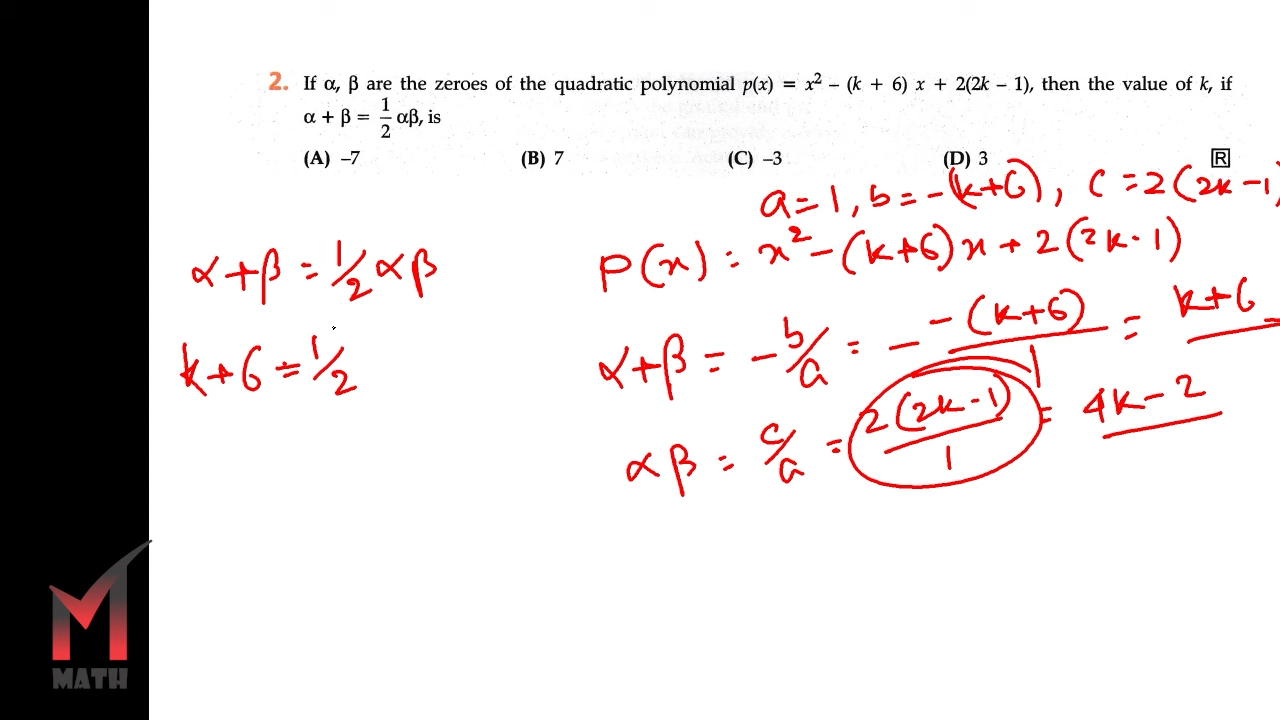 2. If α, β are the zeroes of the quadratic polynomial p(x) = x² – (k + 6) x + 2(2k – 1), then the value of k, if
α + β = 1/2 αβ, is
(A) –7 (B) 7 (C) –3 (D) 3 R
a=1, b=-(k+6), c=2(2k-1)
P(x) = x² - (k+6)x + 2(2k-1)
α+β = 1/2 αβ
α+β = -b/a = - -(k+6)/1 = k+6
k+6 = 1/2
αβ = c/a = 2(2k-1)/1 = 4k-2
M
MATH